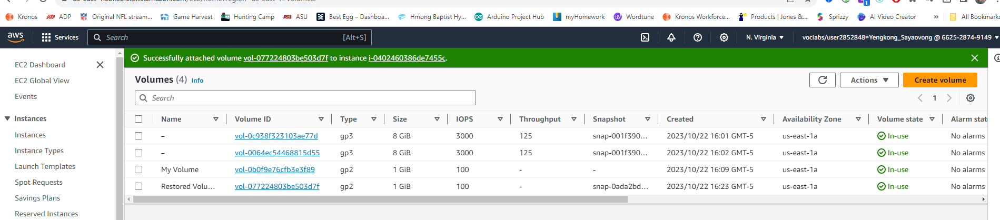 Kronos ADP Original NFL stream... Game Harvest Hunting Camp ASU Best Egg – Dashboa... Hmong Baptist Hy... Arduino Project Hub myHomework Wordtune Kronos Workforce... Products | Jones &... Sprizzy AI Video Creator » All Bookmarks
aws Services Search [Alt+S] N. Virginia voclabs/user2852848=Yengkong_Sayaovong @ 6625-2874-9149
Successfully attached volume vol-077224803be503d7f to instance i-0402460386de7455c.
EC2 Dashboard
EC2 Global View
Events
Instances
Instances
Instance Types
Launch Templates
Spot Requests
Savings Plans
Reserved Instances
Volumes (4) Info Actions Create volume
Search 1
Name Volume ID Type Size IOPS Throughput Snapshot Created Availability Zone Volume state Alarm stat
– vol-0c938f323103ae77d gp3 8 GiB 3000 125 snap-001f390... 2023/10/22 16:01 GMT-5 us-east-1a In-use No alarms
– vol-0064ec54468815d55 gp3 8 GiB 3000 125 snap-001f390... 2023/10/22 16:02 GMT-5 us-east-1a In-use No alarms
My Volume vol-0b0f9e76cfb3e3f89 gp2 1 GiB 100 - - 2023/10/22 16:09 GMT-5 us-east-1a In-use No alarms
Restored Volu... vol-077224803be503d7f gp2 1 GiB 100 - snap-0ada2bd... 2023/10/22 16:23 GMT-5 us-east-1a In-use No alarms